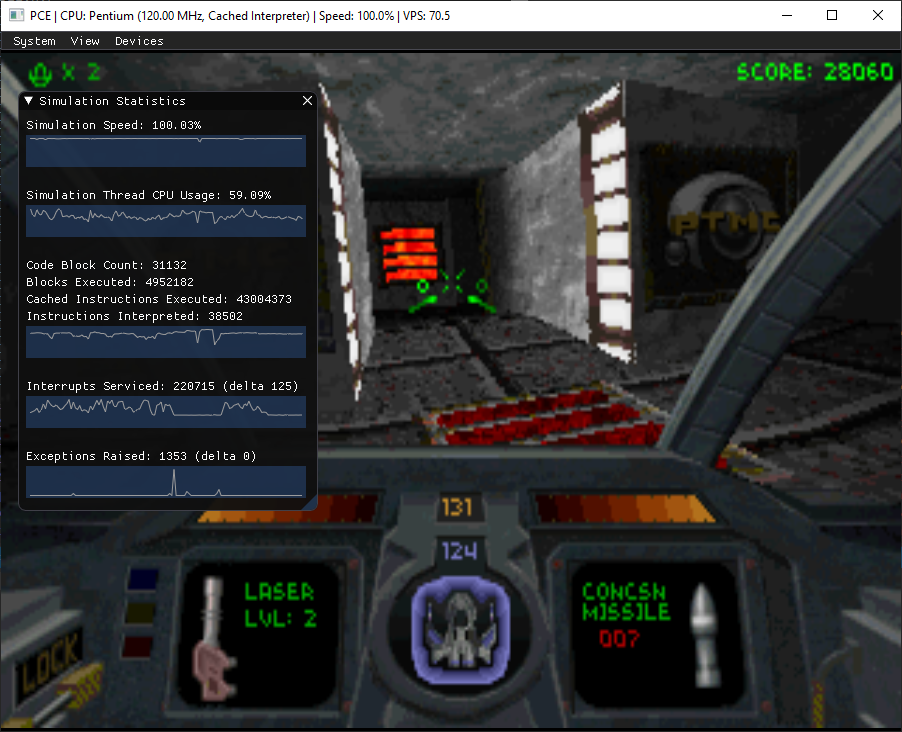 PCE | CPU: Pentium (120.00 MHz, Cached Interpreter) | Speed: 100.0% | VPS: 70.5
System View Devices
X 2
SCORE: 28060
Simulation Statistics
Simulation Speed: 100.03%
Simulation Thread CPU Usage: 59.09%
Code Block Count: 31132
Blocks Executed: 4952182
Cached Instructions Executed: 43004373
Instructions Interpreted: 38502
Interrupts Serviced: 220715 (delta 125)
Exceptions Raised: 1353 (delta 0)
PTMC
131
124
LASER
LVL: 2
CONCSN
MISSILE
007
LOCK